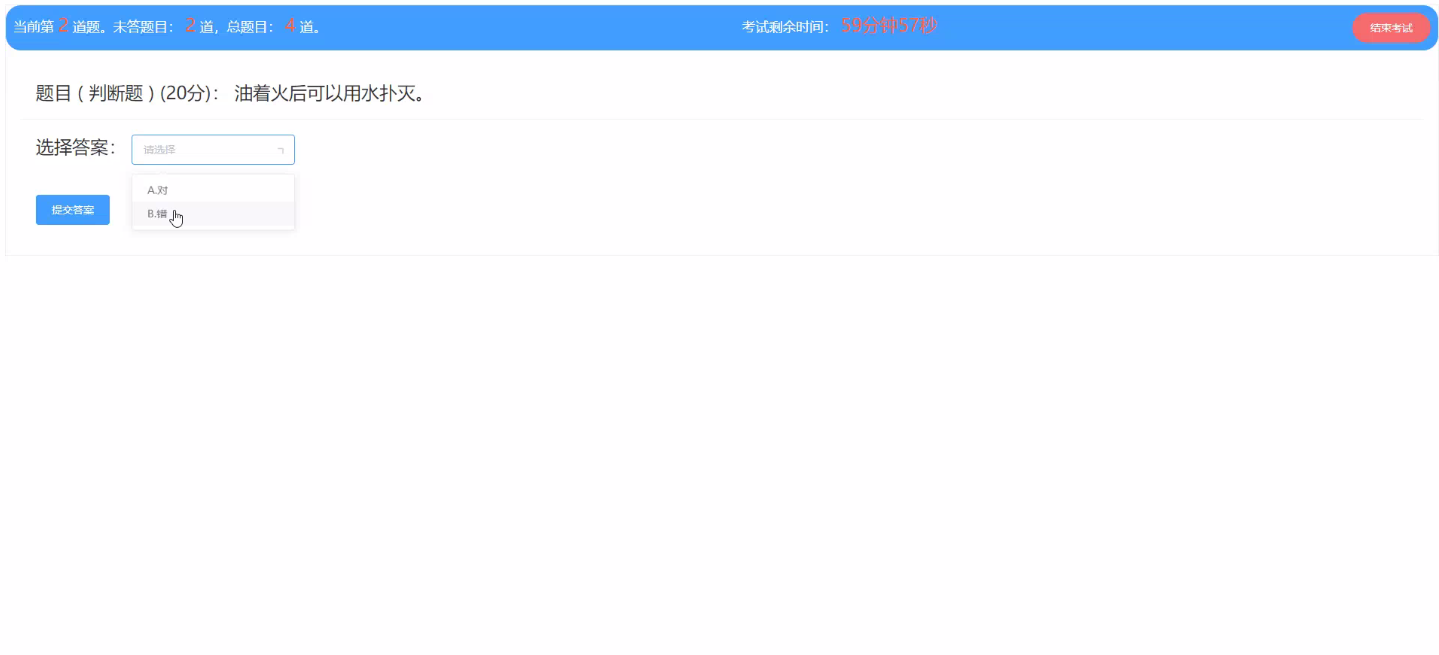 当前第 2 道题。未答题目： 2 道，总题目： 4 道。
考试剩余时间： 59分钟57秒
结束考试
题目 ( 判断题 ) (20分)： 油着火后可以用水扑灭。
选择答案：
请选择
A.对
B.错
提交答案